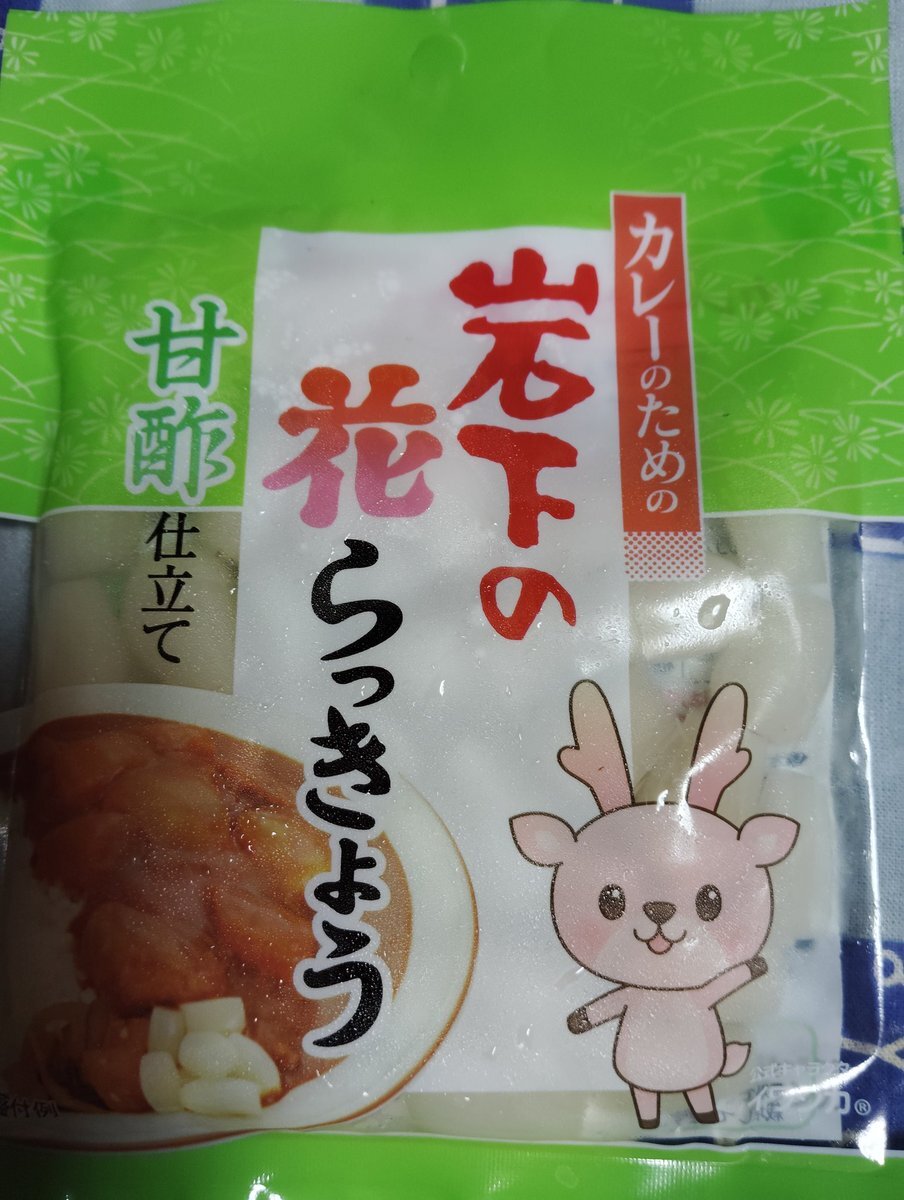 カレーのための
岩下の
花らっきょう
甘酢
仕立て